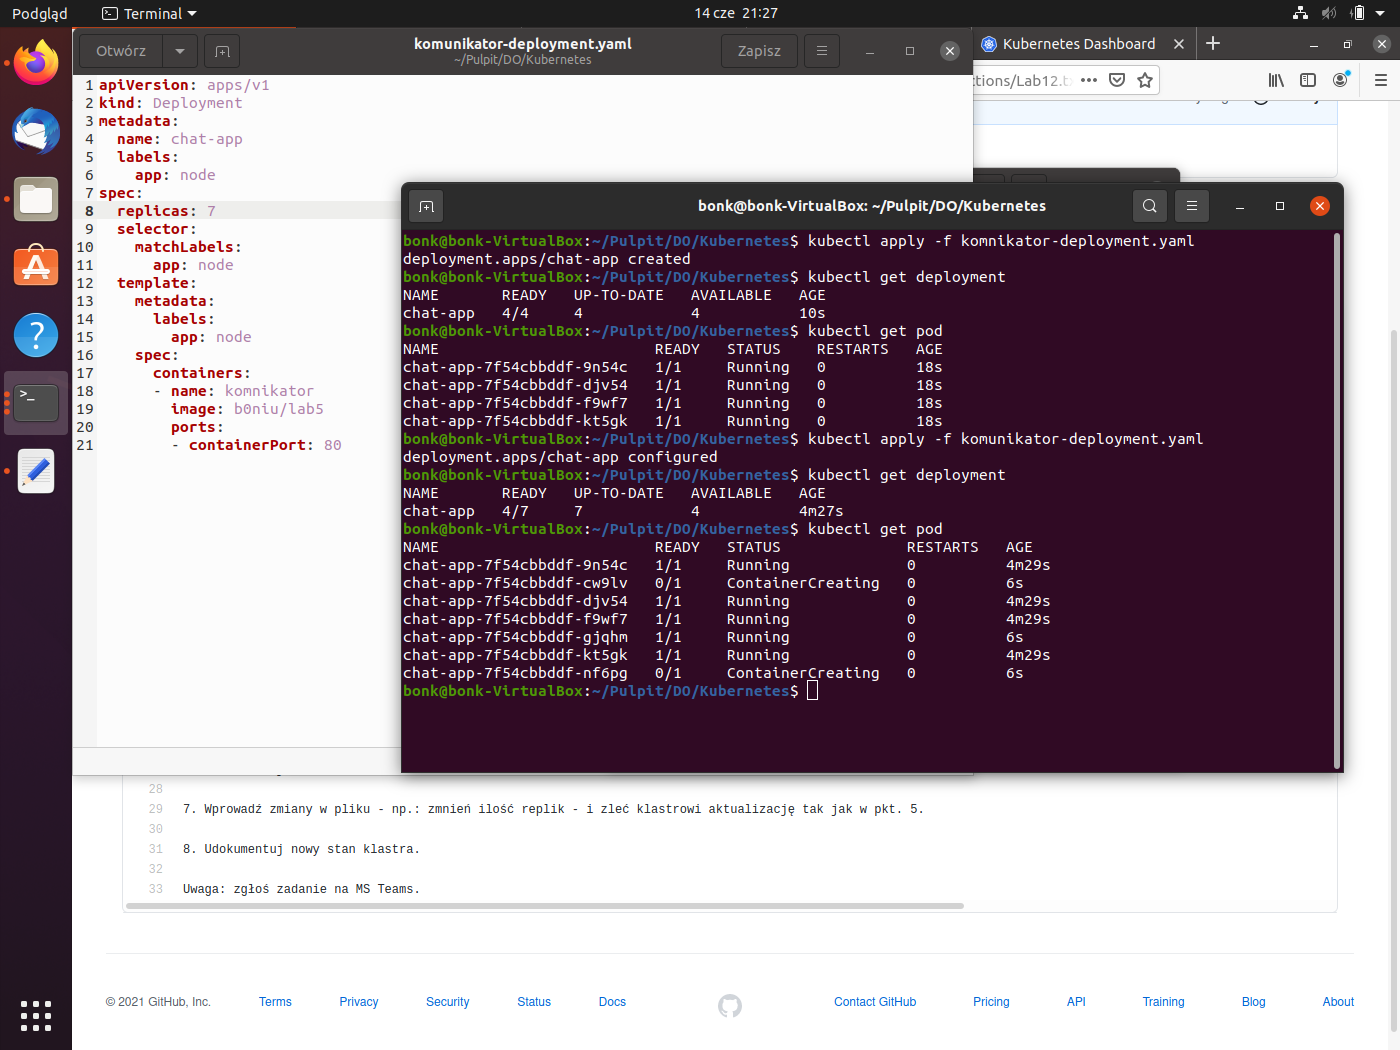 Podgląd
Terminal
14 cze 21:27
Otwórz
komunikator-deployment.yaml
~/Pulpit/DO/Kubernetes
Zapisz
Kubernetes Dashboard
tions/Lab12.t
1 apiVersion: apps/v1
2 kind: Deployment
3 metadata:
4   name: chat-app
5   labels:
6     app: node
7 spec:
8   replicas: 7
9   selector:
10     matchLabels:
11       app: node
12   template:
13     metadata:
14       labels:
15         app: node
16     spec:
17       containers:
18       - name: komnikator
19         image: b0niu/lab5
20         ports:
21         - containerPort: 80
bonk@bonk-VirtualBox: ~/Pulpit/DO/Kubernetes
bonk@bonk-VirtualBox:~/Pulpit/DO/Kubernetes$ kubectl apply -f komnikator-deployment.yaml
deployment.apps/chat-app created
bonk@bonk-VirtualBox:~/Pulpit/DO/Kubernetes$ kubectl get deployment
NAME       READY   UP-TO-DATE   AVAILABLE   AGE
chat-app   4/4     4            4           10s
bonk@bonk-VirtualBox:~/Pulpit/DO/Kubernetes$ kubectl get pod
NAME                        READY   STATUS    RESTARTS   AGE
chat-app-7f54cbbddf-9n54c   1/1     Running   0          18s
chat-app-7f54cbbddf-djv54   1/1     Running   0          18s
chat-app-7f54cbbddf-f9wf7   1/1     Running   0          18s
chat-app-7f54cbbddf-kt5gk   1/1     Running   0          18s
bonk@bonk-VirtualBox:~/Pulpit/DO/Kubernetes$ kubectl apply -f komunikator-deployment.yaml
deployment.apps/chat-app configured
bonk@bonk-VirtualBox:~/Pulpit/DO/Kubernetes$ kubectl get deployment
NAME       READY   UP-TO-DATE   AVAILABLE   AGE
chat-app   4/7     7            4           4m27s
bonk@bonk-VirtualBox:~/Pulpit/DO/Kubernetes$ kubectl get pod
NAME                        READY   STATUS              RESTARTS   AGE
chat-app-7f54cbbddf-9n54c   1/1     Running             0          4m29s
chat-app-7f54cbbddf-cw9lv   0/1     ContainerCreating   0          6s
chat-app-7f54cbbddf-djv54   1/1     Running             0          4m29s
chat-app-7f54cbbddf-f9wf7   1/1     Running             0          4m29s
chat-app-7f54cbbddf-gjqhm   1/1     Running             0          6s
chat-app-7f54cbbddf-kt5gk   1/1     Running             0          4m29s
chat-app-7f54cbbddf-nf6pg   0/1     ContainerCreating   0          6s
bonk@bonk-VirtualBox:~/Pulpit/DO/Kubernetes$
28
29 7. Wprowadź zmiany w pliku - np.: zmnień ilość replik - i zleć klastrowi aktualizację tak jak w pkt. 5.
30
31 8. Udokumentuj nowy stan klastra.
32
33 Uwaga: zgłoś zadanie na MS Teams.
© 2021 GitHub, Inc. Terms Privacy Security Status Docs Contact GitHub Pricing API Training Blog About